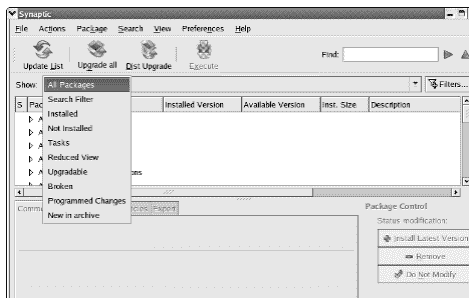 Synaptic
File Actions Package Search View Preferences Help
Update List Upgrade all Dist Upgrade Execute Find:
Show: All Packages Filters...
Search Filter
Installed
Not Installed
Tasks
Reduced View
Upgradable
Broken
Programmed Changes
New in archive
S Pac Installed Version Available Version Inst. Size Description
Export
Package Control
Status modification:
Install Latest Version
Remove
Do Not Modify